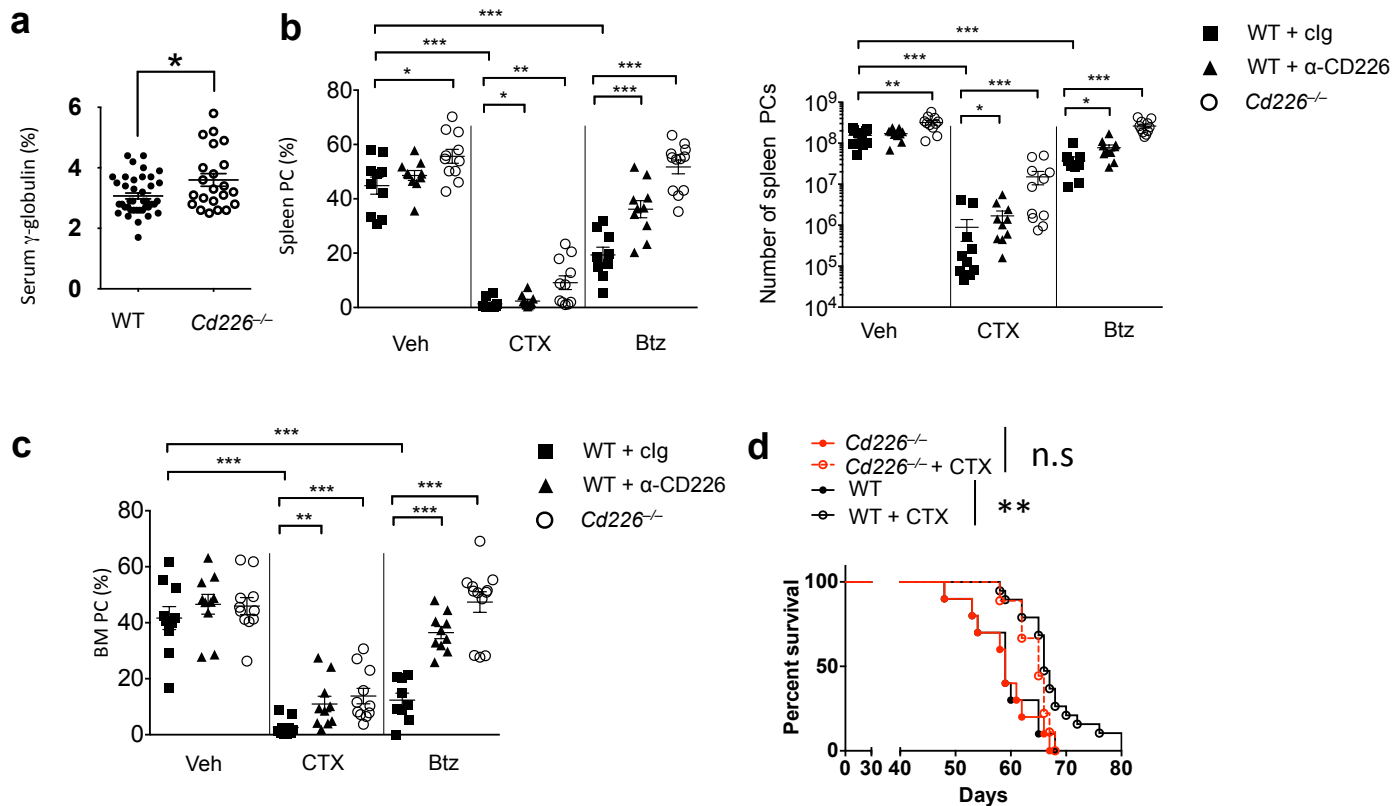 a
*
Serum γ-globulin (%)
6
4
2
0
WT
Cd226–/–
b
***
***
*
**
*
***
***
Spleen PC (%)
80
60
40
20
0
Veh
CTX
Btz
***
***
**
***
*
***
*
Number of spleen PCs
10⁹
10⁸
10⁷
10⁶
10⁵
10⁴
Veh
CTX
Btz
WT + cIg
WT + α-CD226
Cd226–/–
c
***
***
***
**
***
***
BM PC (%)
80
60
40
20
0
Veh
CTX
Btz
WT + cIg
WT + α-CD226
Cd226–/–
d
Cd226–/–
Cd226–/– + CTX
n.s
WT
WT + CTX
**
Percent survival
100
50
0
0 30 40 50 60 70 80
Days